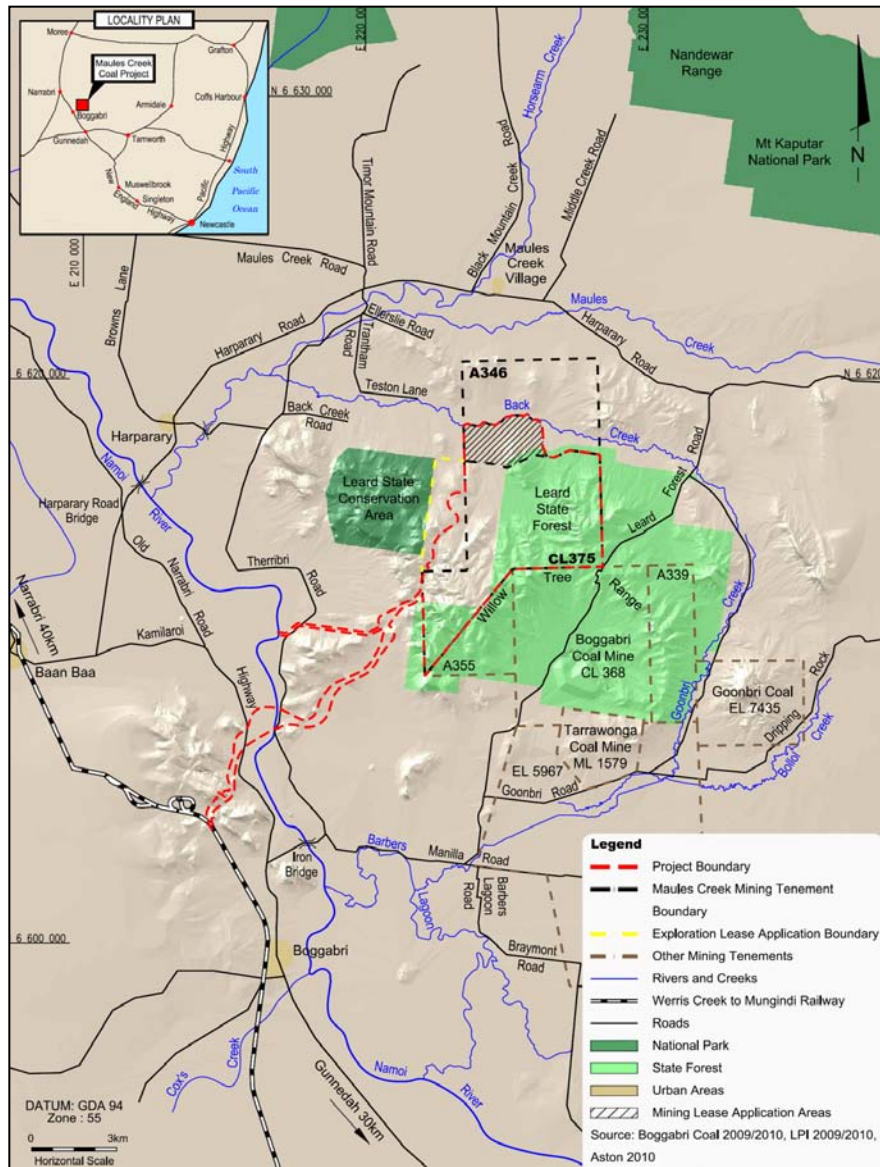 LOCALITY PLAN
Moree
Grafton
Maules Creek
Coal Project
Narrabri
Boggabri
Armidale
Coffs Harbour
Gunnedah
Tamworth
Highway
South
Pacific
Ocean
New
England
Highway
Muswellbrook
Singleton
Pacific
Newcastle
E 220 000
E 230 000
N 6 630 000
E 210 000
Nandewar
Range
Mt Kaputar
National Park
N
Horsearm Creek
Black Mountain Creek Road
Middle Creek Road
Timor Mountain Road
Maules Creek Road
Maules
Creek
Village
Browns Lane
Harparary Road
Ellerslie Road
Trantham
Road
Maules
Creek
Harparary
Road
6 620 000
N 6 620
A346
Teston Lane
Back Creek
Road
Back
Creek
Harparary
Namoi
River
Leard State
Conservation
Area
Leard
State
Forest
Leard Forest Road
Harparary Road
Bridge
Old
Narrabri
Road
Therribri
Road
CL375
Willow Tree Range
A339
Narrabri 40km
Kamilaroi
Highway
Baan Baa
A355
Boggabri
Coal Mine
CL 368
Goonbri
Creek
Goonbri Coal
EL 7435
Dripping Rock
Tarrawonga
Coal Mine
ML 1579
EL 5967
Goonbri Road
Bolloi
Creek
Iron
Bridge
Barbers
Lagoon
Manilla Road
Barbers
Lagoon
Road
Braymont
Road
6 600 000
Boggabri
Cox's
Creek
Gunnedah 30km
Namoi
River
DATUM: GDA 94
Zone : 55
0 3km
Horizontal Scale
Legend
Project Boundary
Maules Creek Mining Tenement
Boundary
Exploration Lease Application Boundary
Other Mining Tenements
Rivers and Creeks
Werris Creek to Mungindi Railway
Roads
National Park
State Forest
Urban Areas
Mining Lease Application Areas
Source: Boggabri Coal 2009/2010, LPI 2009/2010,
Aston 2010